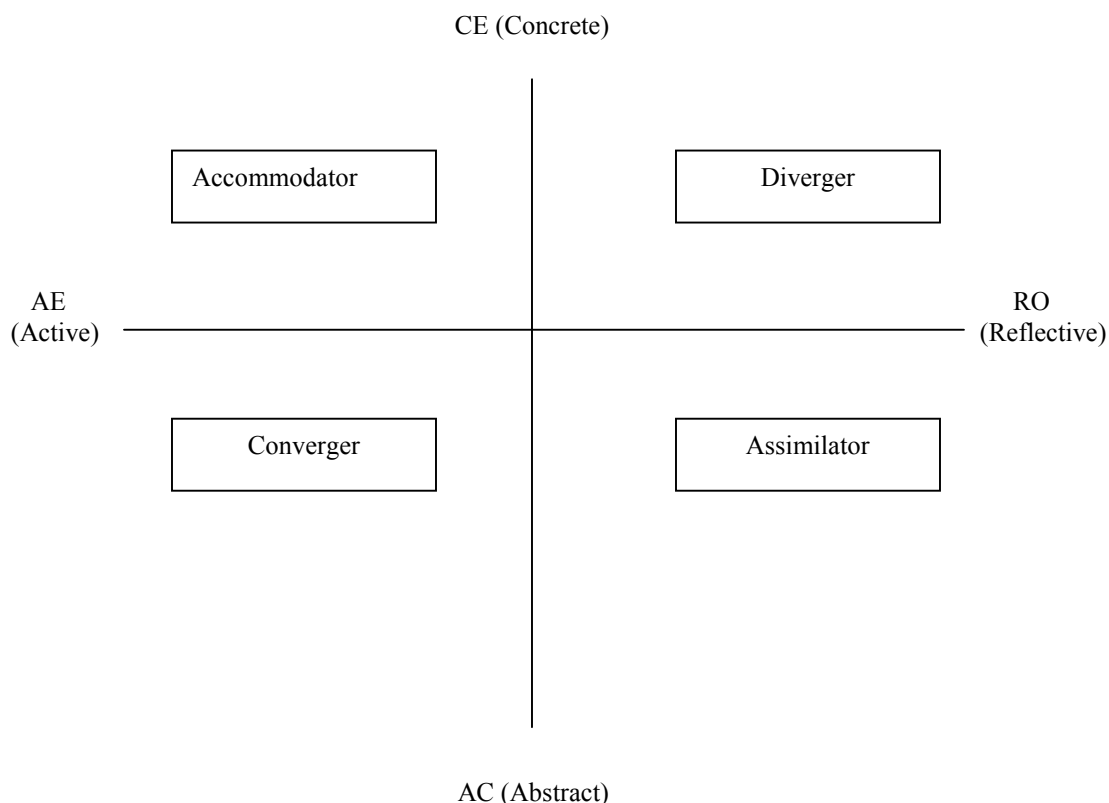 CE (Concrete)
Accommodator
Diverger
AE
(Active)
RO
(Reflective)
Converger
Assimilator
AC (Abstract)